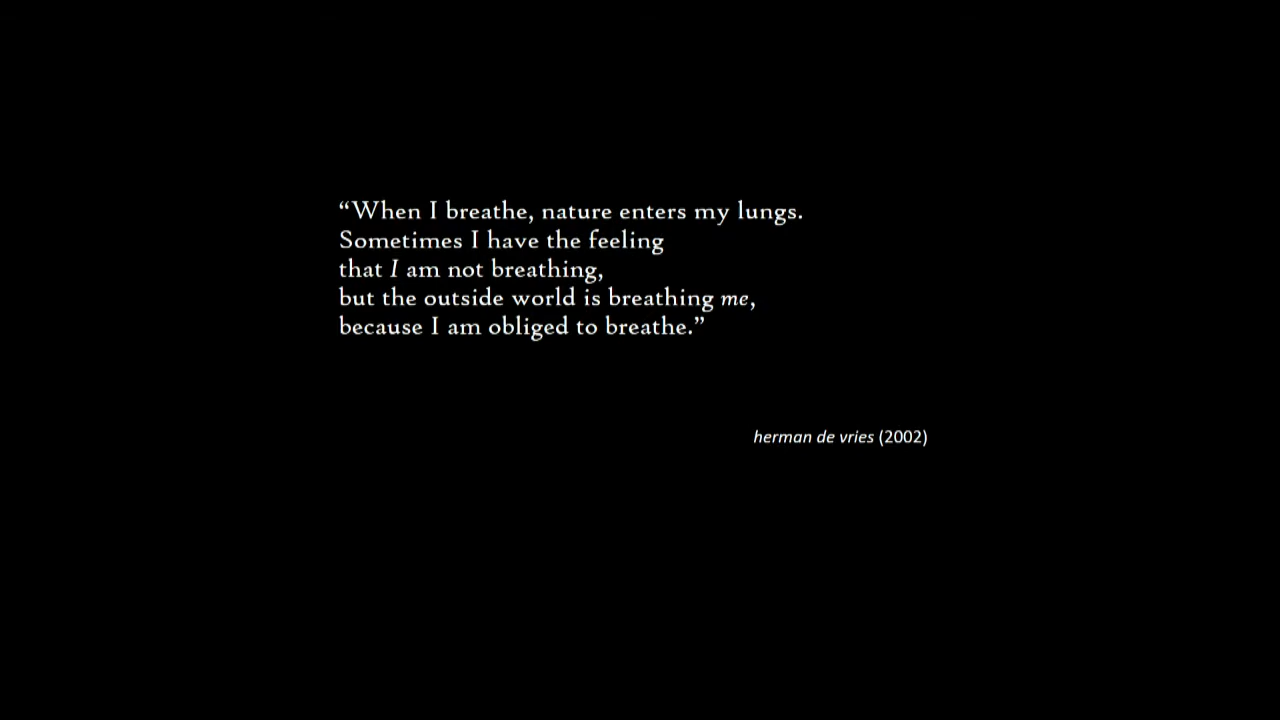 “When I breathe, nature enters my lungs.
Sometimes I have the feeling
that I am not breathing,
but the outside world is breathing me,
because I am obliged to breathe.”
herman de vries (2002)